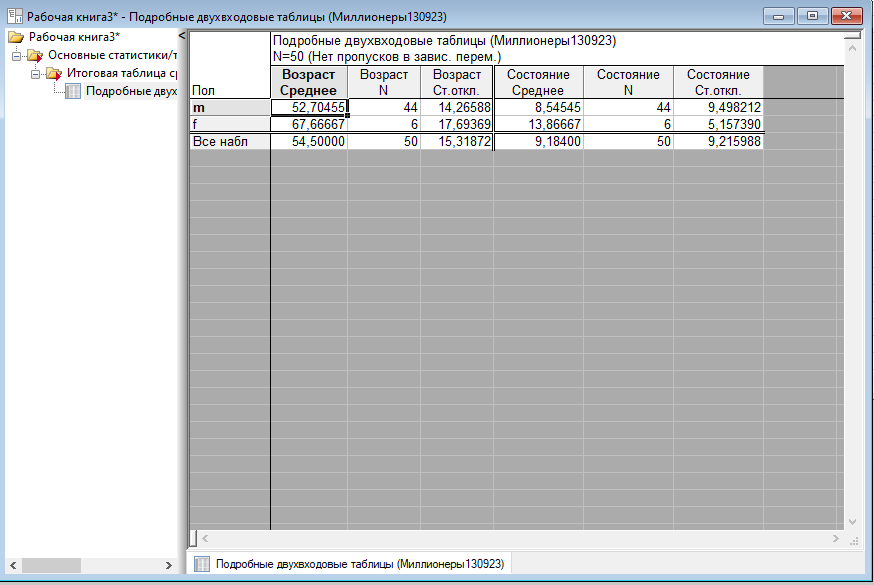 Рабочая книга3* - Подробные двухвходовые таблицы (Миллионеры130923)
Рабочая книга3*
Основные статистики/т
Итоговая таблица ср
Подробные двух
Подробные двухвходовые таблицы (Миллионеры130923)
N=50 (Нет пропусков в завис. перем.)
Пол Возраст Среднее Возраст N Возраст Ст.откл. Состояние Среднее Состояние N Состояние Ст.откл.
m 52,70455 44 14,26588 8,54545 44 9,498212
f 67,66667 6 17,69369 13,86667 6 5,157390
Все набл 54,50000 50 15,31872 9,18400 50 9,215988
Подробные двухвходовые таблицы (Миллионеры130923)